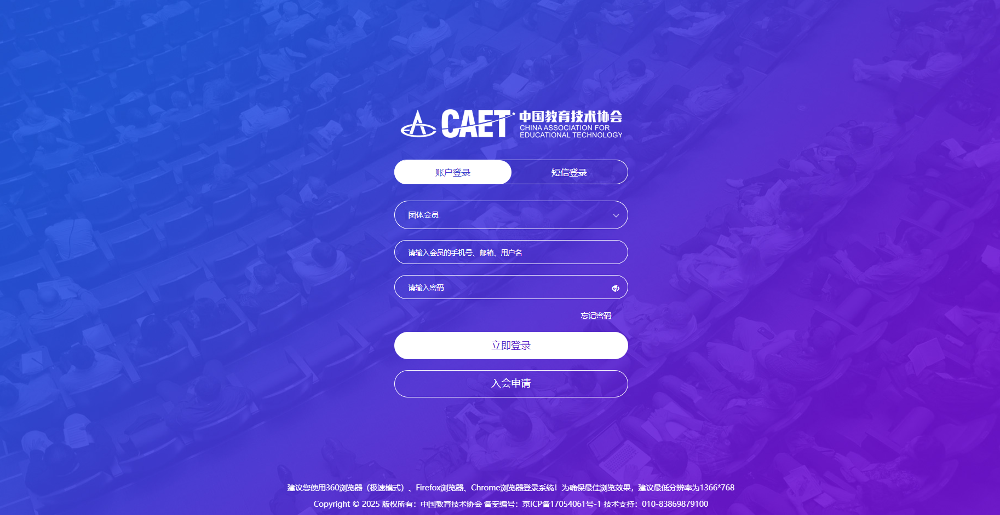 CAET 中国教育技术协会
CHINA ASSOCIATION FOR
EDUCATIONAL TECHNOLOGY
账户登录 短信登录
团体会员
请输入会员的手机号、邮箱、用户名
请输入密码
忘记密码
立即登录
入会申请
建议您使用360浏览器（极速模式）、Firefox浏览器、Chrome浏览器登录系统！为确保最佳浏览效果，建议最低分辨率为1366*768
Copyright © 2025 版权所有：中国教育技术协会 备案编号：京ICP备17054061号-1 技术支持：010-83869879100